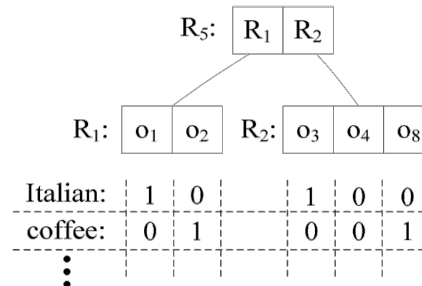 R₅: R₁ R₂
R₁: o₁ o₂ R₂: o₃ o₄ o₈
Italian: 1 0 1 0 0
coffee: 0 1 0 0 1
⋮